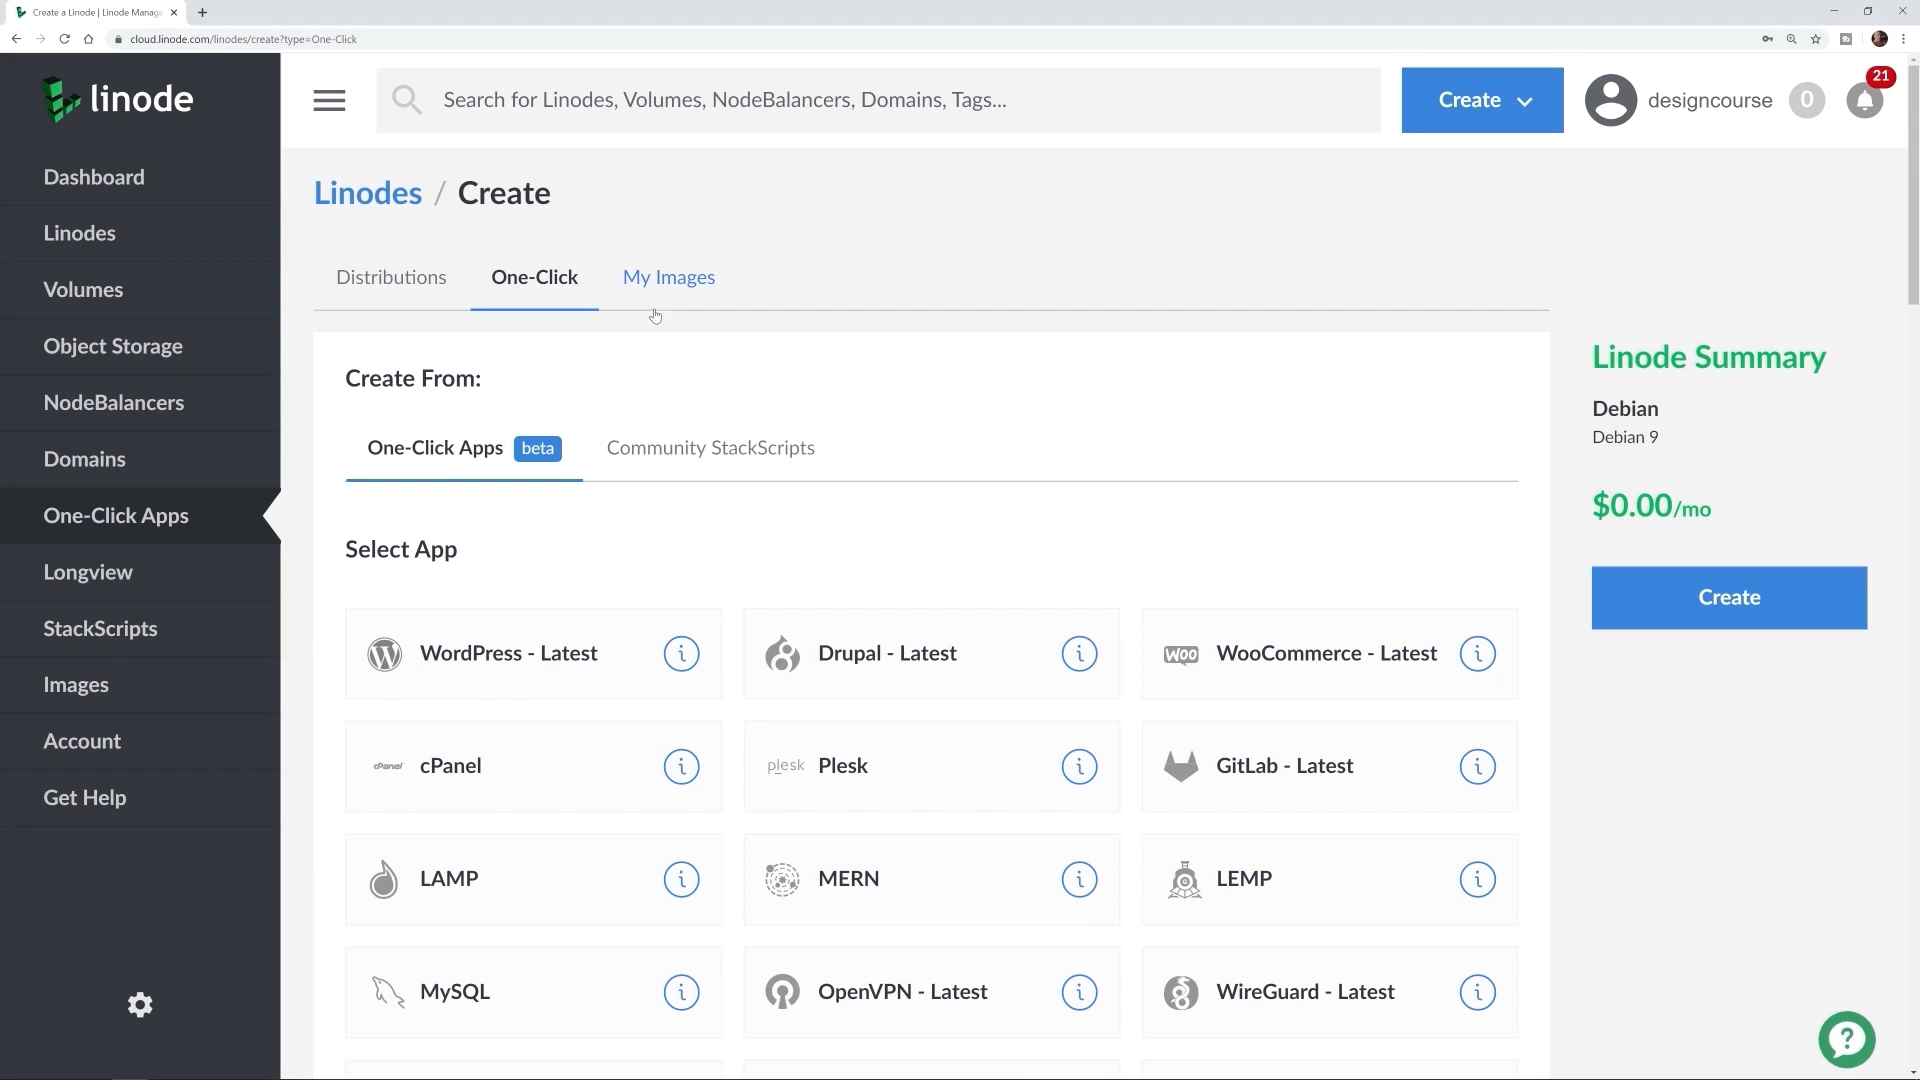 Create a Linode | Linode Manage
cloud.linode.com/linodes/create?type=One-Click
linode
Search for Linodes, Volumes, NodeBalancers, Domains, Tags...
Create
designcourse
0
21
Dashboard
Linodes
Volumes
Object Storage
NodeBalancers
Domains
One-Click Apps
Longview
StackScripts
Images
Account
Get Help
Linodes / Create
Distributions
One-Click
My Images
Create From:
One-Click Apps beta
Community StackScripts
Select App
WordPress - Latest
Drupal - Latest
WOO
WooCommerce - Latest
cPanel
cPanel
plesk
Plesk
GitLab - Latest
LAMP
MERN
LEMP
MySQL
OpenVPN - Latest
WireGuard - Latest
Linode Summary
Debian
Debian 9
$0.00/mo
Create